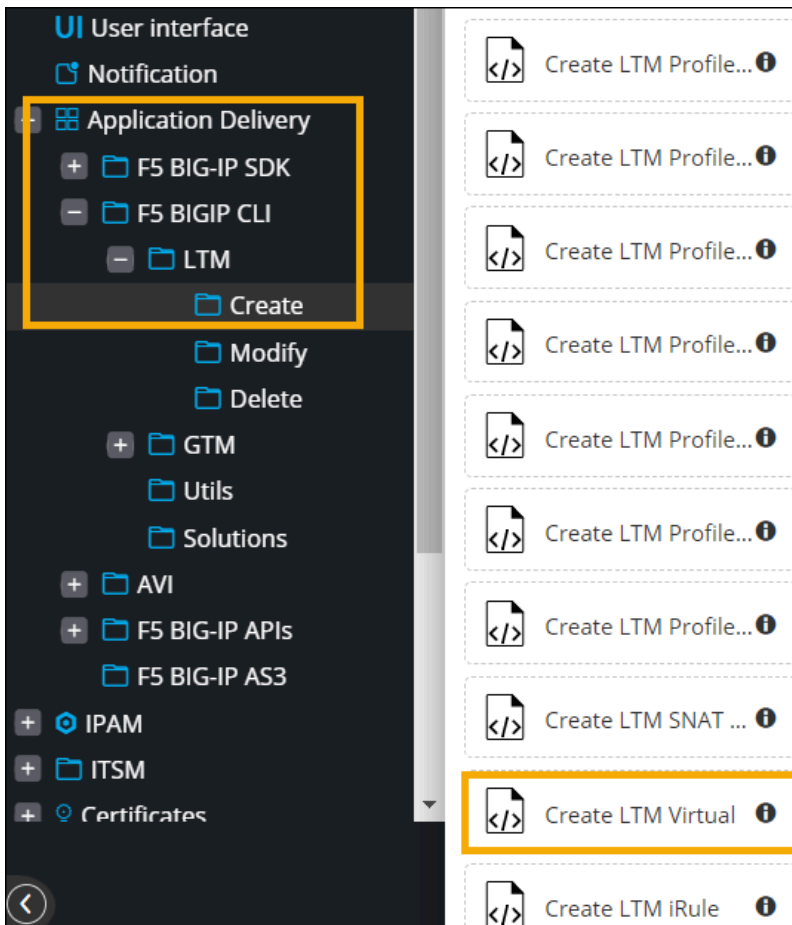 User interface
Notification
Application Delivery
F5 BIG-IP SDK
F5 BIGIP CLI
LTM
Create
Modify
Delete
GTM
Utils
Solutions
AVI
F5 BIG-IP APIs
F5 BIG-IP AS3
IPAM
ITSM
Certificates
Create LTM Profile...
Create LTM Profile...
Create LTM Profile...
Create LTM Profile...
Create LTM Profile...
Create LTM Profile...
Create LTM Profile...
Create LTM SNAT ...
Create LTM Virtual
Create LTM iRule